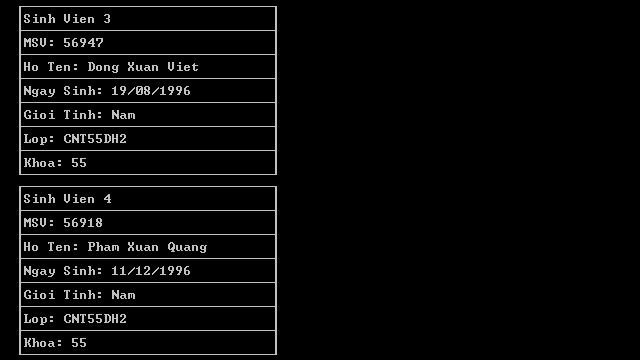 Sinh Vien 3
MSV: 56947
Ho Ten: Dong Xuan Viet
Ngay Sinh: 19/08/1996
Gioi Tinh: Nam
Lop: CNT55DH2
Khoa: 55
Sinh Vien 4
MSV: 56918
Ho Ten: Pham Xuan Quang
Ngay Sinh: 11/12/1996
Gioi Tinh: Nam
Lop: CNT55DH2
Khoa: 55